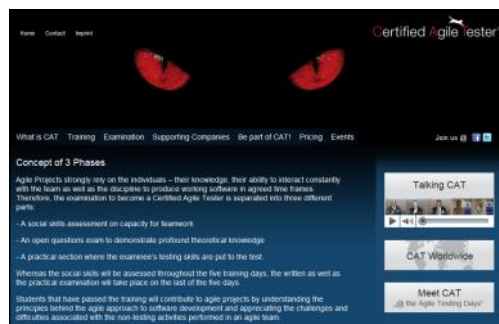 Home Contact Imprint
Certified Agile Tester
What is CAT Training Examination Supporting Companies Be part of CAT! Pricing Events
Join us @
Concept of 3 Phases
Agile Projects strongly rely on the individuals – their knowledge, their ability to interact constantly
with the team as well as the discipline to produce working software in agreed time frames.
Therefore, the examination to become a Certified Agile Tester is separated into three different
parts:
- A social skills assessment on capacity for teamwork
- An open questions exam to demonstrate profound theoretical knowledge
- A practical section where the examinee's testing skills are put to the test.
Whereas the social skills will be assessed throughout the five training days, the written as well as
the practical examination will take place on the last of the five days.
Students that have passed the training will contribute to agile projects by understanding the
principles behind the agile approach to software development and appreciating the challenges and
difficulties associated with the non-testing activities performed in an agile team.
Talking CAT
CAT Worldwide
Meet CAT
„@ the Agile Testing Days"